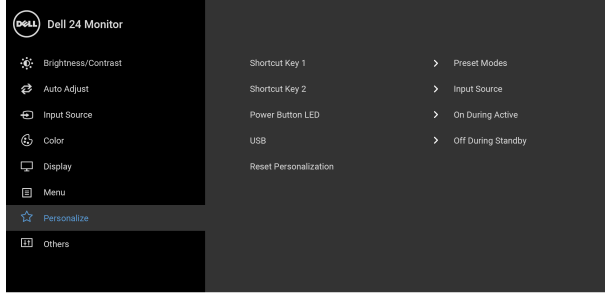 DELL Dell 24 Monitor
Brightness/Contrast
Auto Adjust
Input Source
Color
Display
Menu
Personalize
Others
Shortcut Key 1 > Preset Modes
Shortcut Key 2 > Input Source
Power Button LED > On During Active
USB > Off During Standby
Reset Personalization